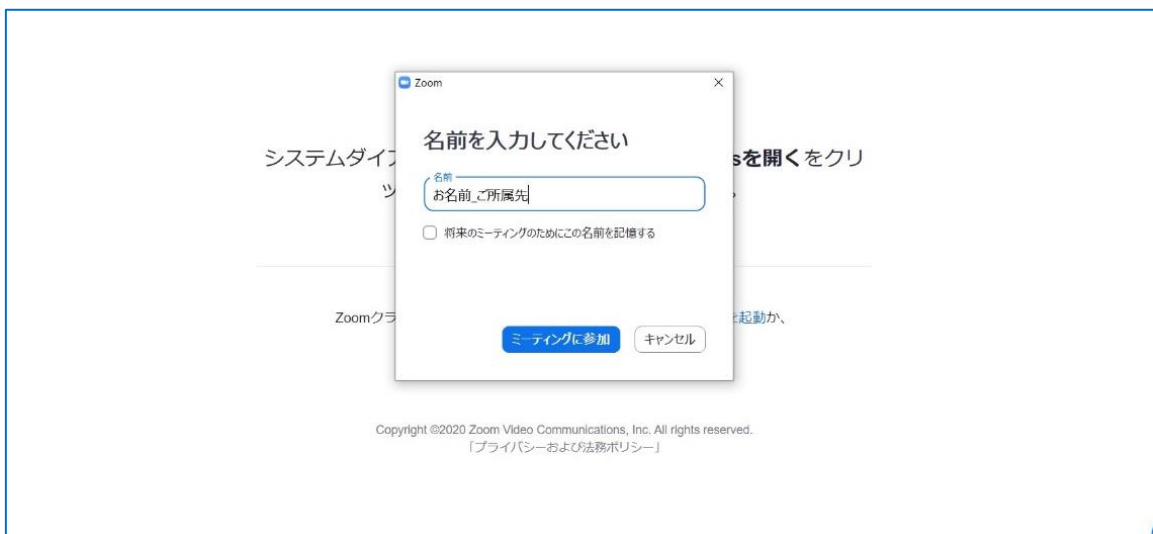 Zoom
名前を入力してください
システムダイ
sを開くをクリ
ッ
名前
お名前_ご所属先
将来のミーティングのためにこの名前を記憶する
Zoomクラ
起動か、
ミーティングに参加
キャンセル
Copyright ©2020 Zoom Video Communications, Inc. All rights reserved.
「プライバシーおよび法務ポリシー」